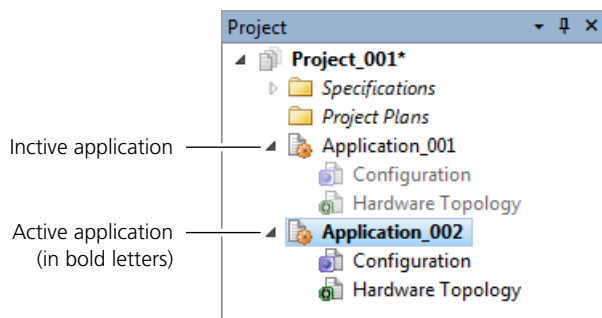 Project
Project_001*
Specifications
Project Plans
Inctive application
Application_001
Configuration
Hardware Topology
Active application
(in bold letters)
Application_002
Configuration
Hardware Topology